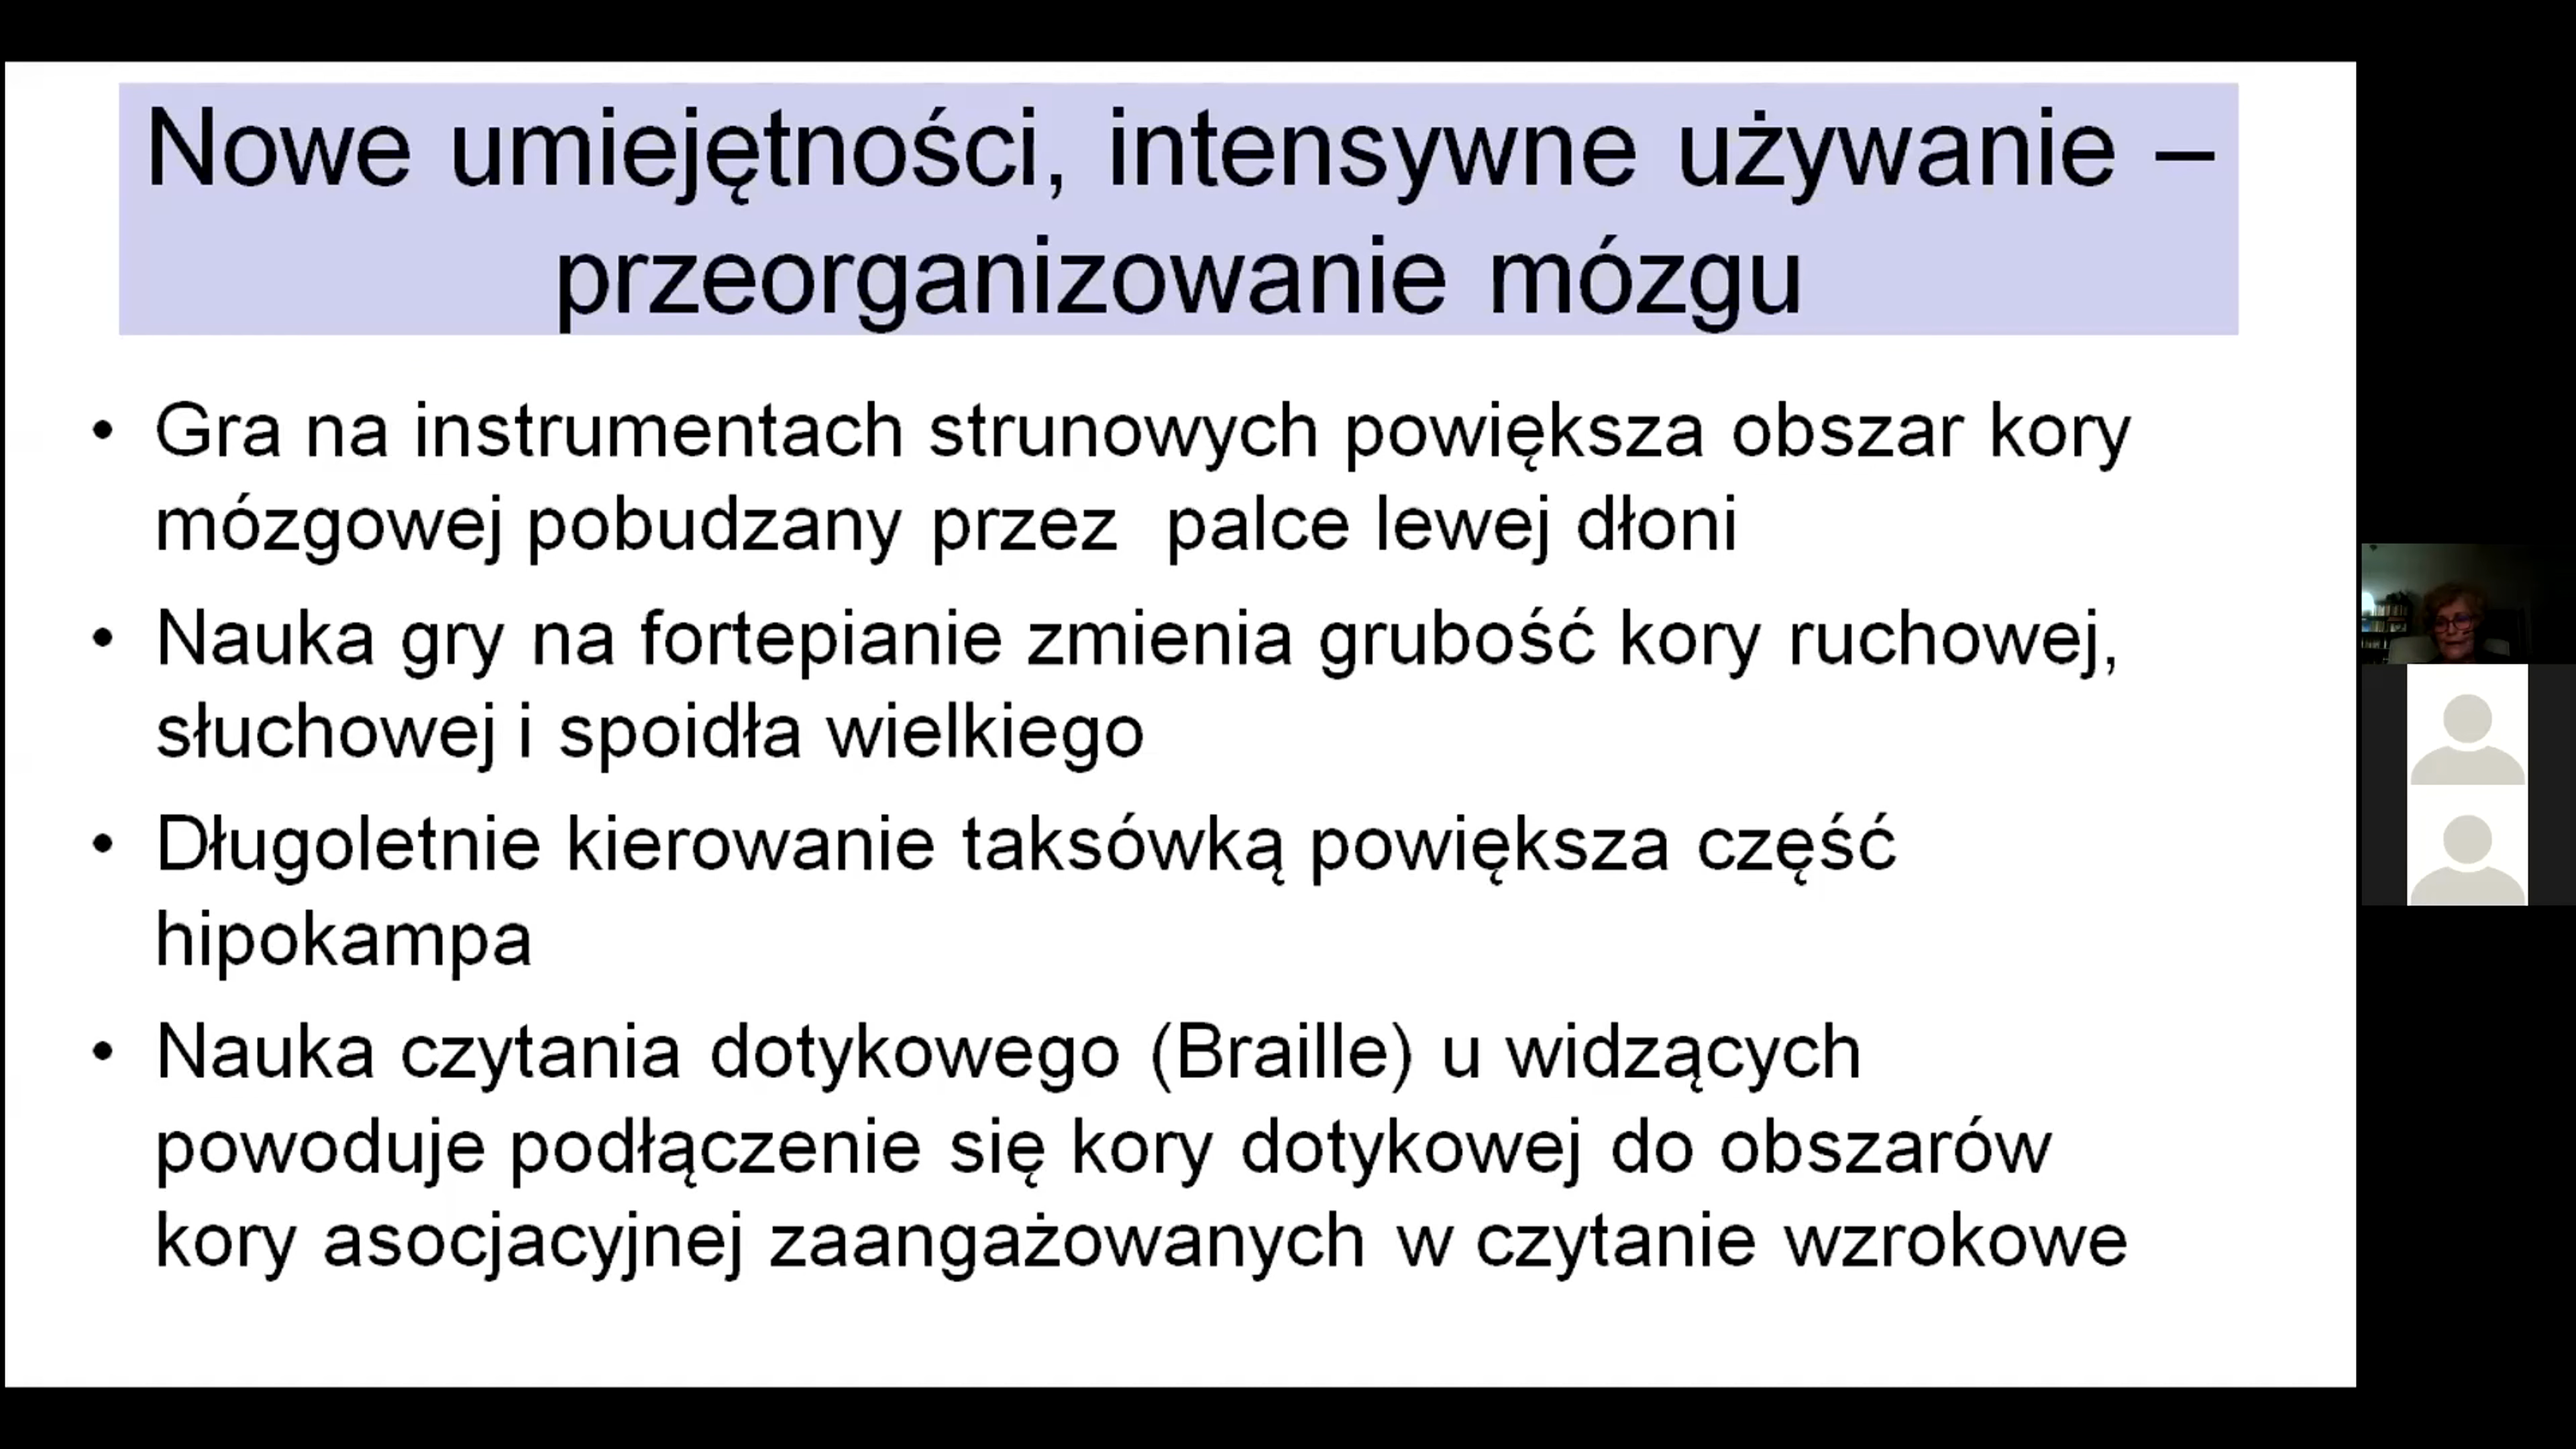 Nowe umiejętności, intensywne używanie –
przeorganizowanie mózgu
• Gra na instrumentach strunowych powiększa obszar kory
mózgowej pobudzany przez  palce lewej dłoni
• Nauka gry na fortepianie zmienia grubość kory ruchowej,
słuchowej i spoidła wielkiego
• Długoletnie kierowanie taksówką powiększa część
hipokampa
• Nauka czytania dotykowego (Braille) u widzących
powoduje podłączenie się kory dotykowej do obszarów
kory asocjacyjnej zaangażowanych w czytanie wzrokowe